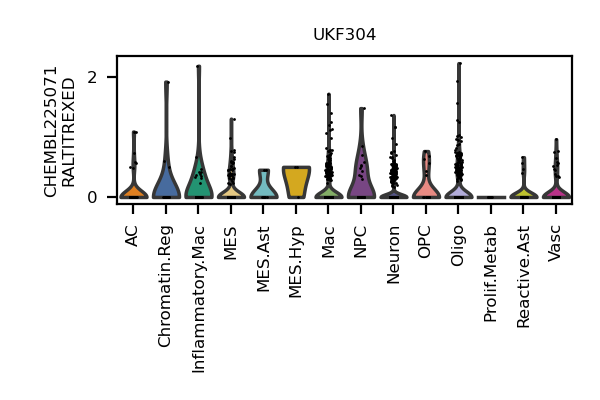 UKF304
CHEMBL225071
RALTITREXED
2
0
AC
Chromatin.Reg
Inflammatory.Mac
MES
MES.Ast
MES.Hyp
Mac
NPC
Neuron
OPC
Oligo
Prolif.Metab
Reactive.Ast
Vasc